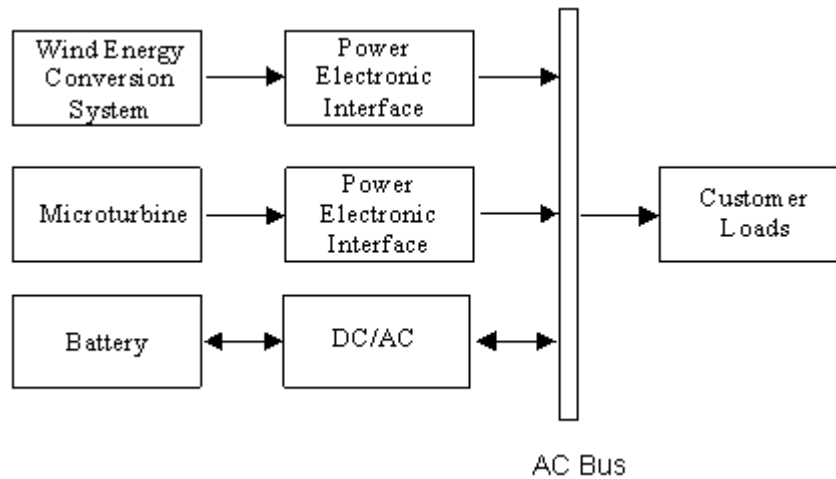 Wind Energy
Conversion
System
Power
Electronic
Interface
Microturbine
Power
Electronic
Interface
Customer
Loads
Battery
DC/AC
AC Bus